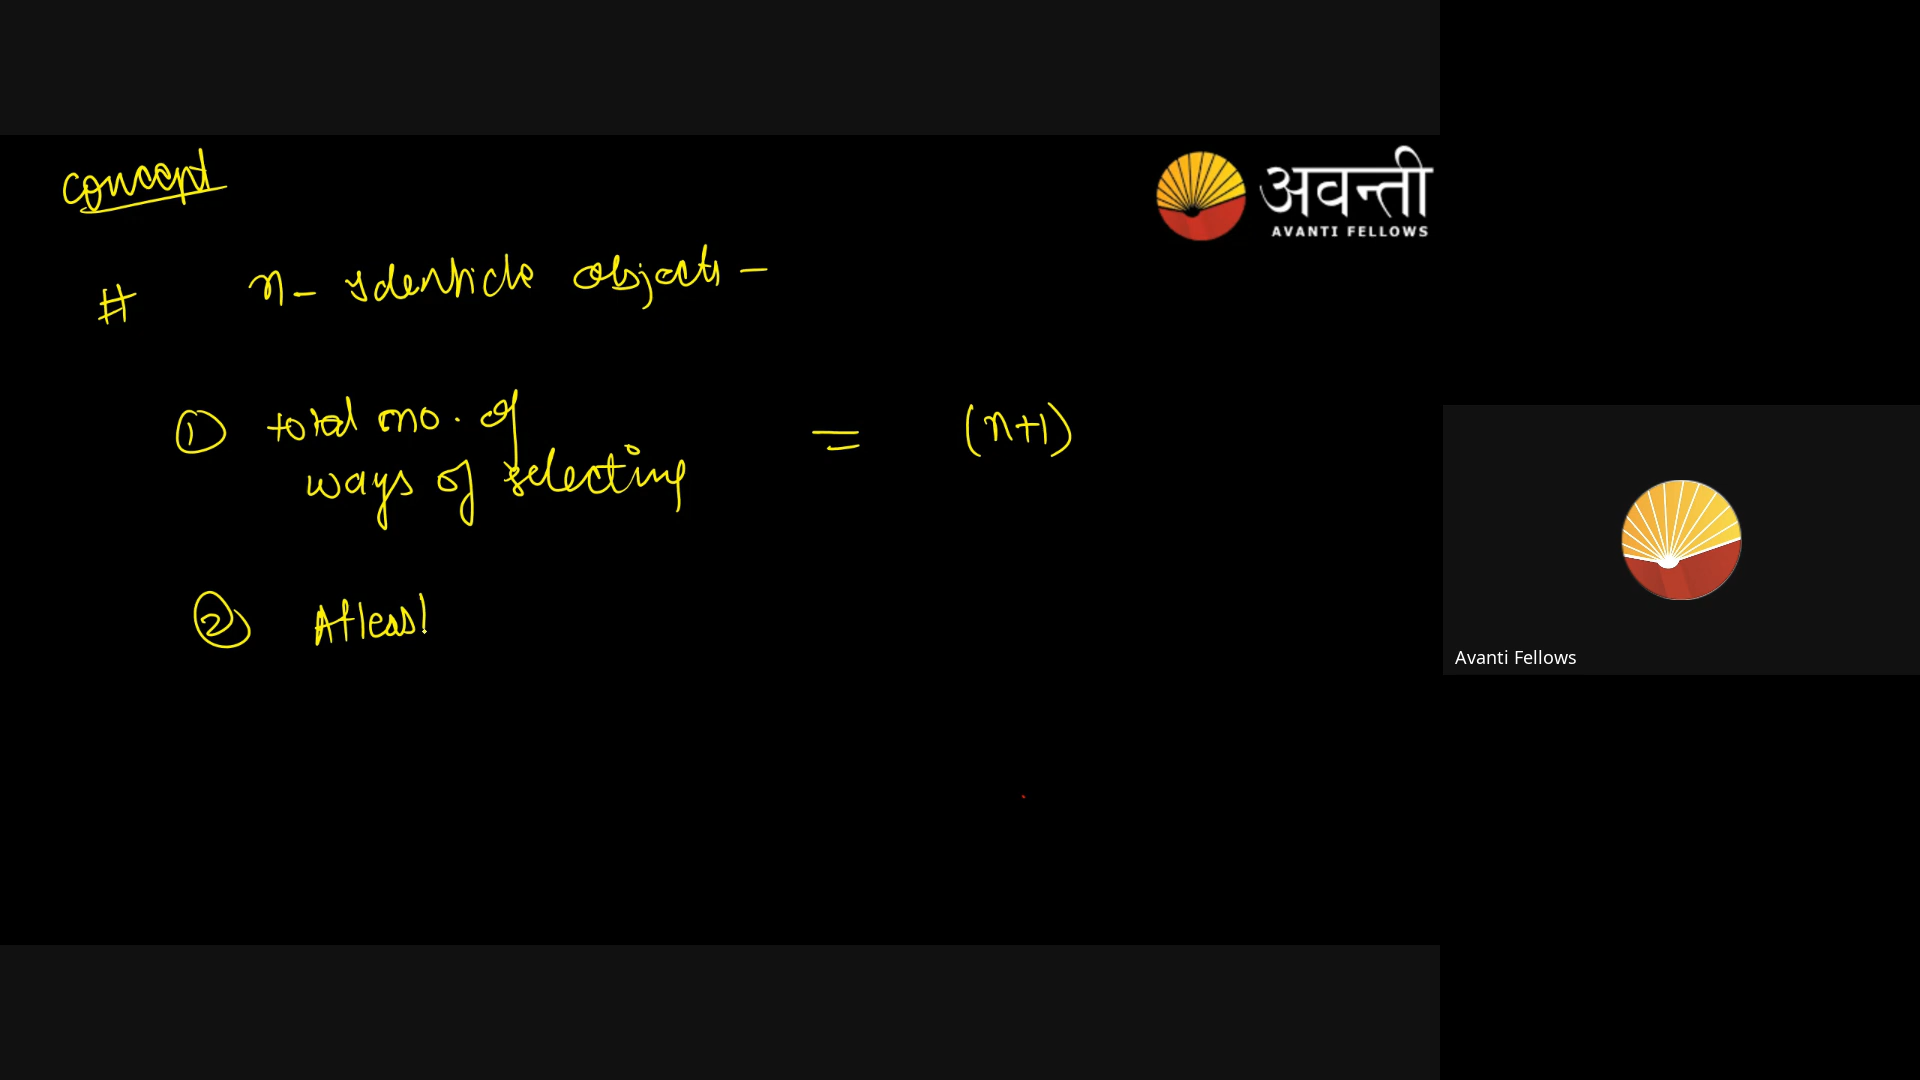 concept
अवन्ती
AVANTI FELLOWS
# n- Identicle objects -
① total no. of = (n+1)
ways of selecting
② Atleast
Avanti Fellows